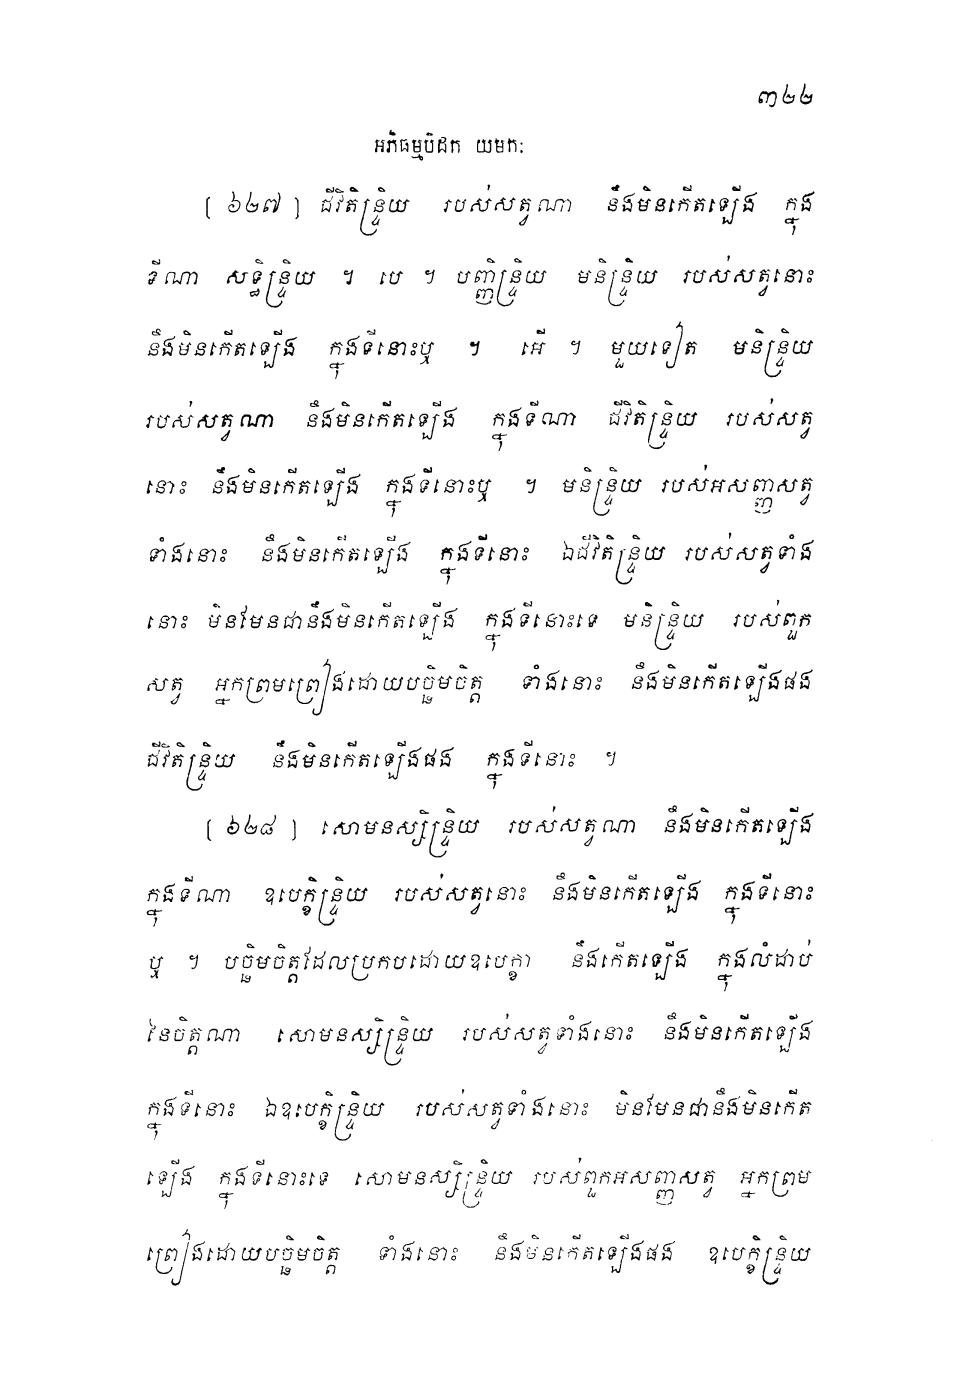 ៣២២
អភិធម្មបិដក យមកៈ
[ ៦២៧ ] ជីវិតិន្ទ្រិយ របស់សត្វណា នឹងមិនកើតឡើង ក្នុង
ទីណា សទ្ធិន្ទ្រិយ ។ បេ ។ បញ្ញិន្ទ្រិយ មនិន្ទ្រិយ របស់សត្វនោះ
នឹងមិនកើតឡើង ក្នុងទីនោះឬ ។ អើ ។ មួយទៀត មនិន្ទ្រិយ
របស់សត្វណា នឹងមិនកើតឡើង ក្នុងទីណា ជីវិតិន្ទ្រិយ របស់សត្វ
នោះ នឹងមិនកើតឡើង ក្នុងទីនោះឬ ។ មនិន្ទ្រិយ របស់អសញ្ញសត្វ
ទាំងនោះ នឹងមិនកើតឡើង ក្នុងទីនោះ ឯជីវិតិន្ទ្រិយ របស់សត្វទាំង
នោះ មិនមែនជានឹងមិនកើតឡើង ក្នុងទីនោះទេ មនិន្ទ្រិយ របស់ពួក
សត្វ អ្នកព្រមព្រៀងដោយបច្ឆិមចិត្ត ទាំងនោះ នឹងមិនកើតឡើងផង
ជីវិតិន្ទ្រិយ នឹងមិនកើតឡើងផង ក្នុងទីនោះ ។
[ ៦២៨ ] សោមនស្សិន្ទ្រិយ របស់សត្វណា នឹងមិនកើតឡើង
ក្នុងទីណា ឧបេក្ខិន្ទ្រិយ របស់សត្វនោះ នឹងមិនកើតឡើង ក្នុងទីនោះ
ឬ ។ បច្ឆិមចិត្តដែលប្រកបដោយឧបេក្ខា នឹងកើតឡើង ក្នុងលំដាប់
នៃចិត្តណា សោមនស្សិន្ទ្រិយ របស់សត្វទាំងនោះ នឹងមិនកើតឡើង
ក្នុងទីនោះ ឯឧបេក្ខិន្ទ្រិយ របស់សត្វទាំងនោះ មិនមែនជានឹងមិនកើត
ឡើង ក្នុងទីនោះទេ សោមនស្សិន្ទ្រិយ របស់ពួកអសញ្ញសត្វ អ្នកព្រម
ព្រៀងដោយបច្ឆិមចិត្ត ទាំងនោះ នឹងមិនកើតឡើងផង ឧបេក្ខិន្ទ្រិយ